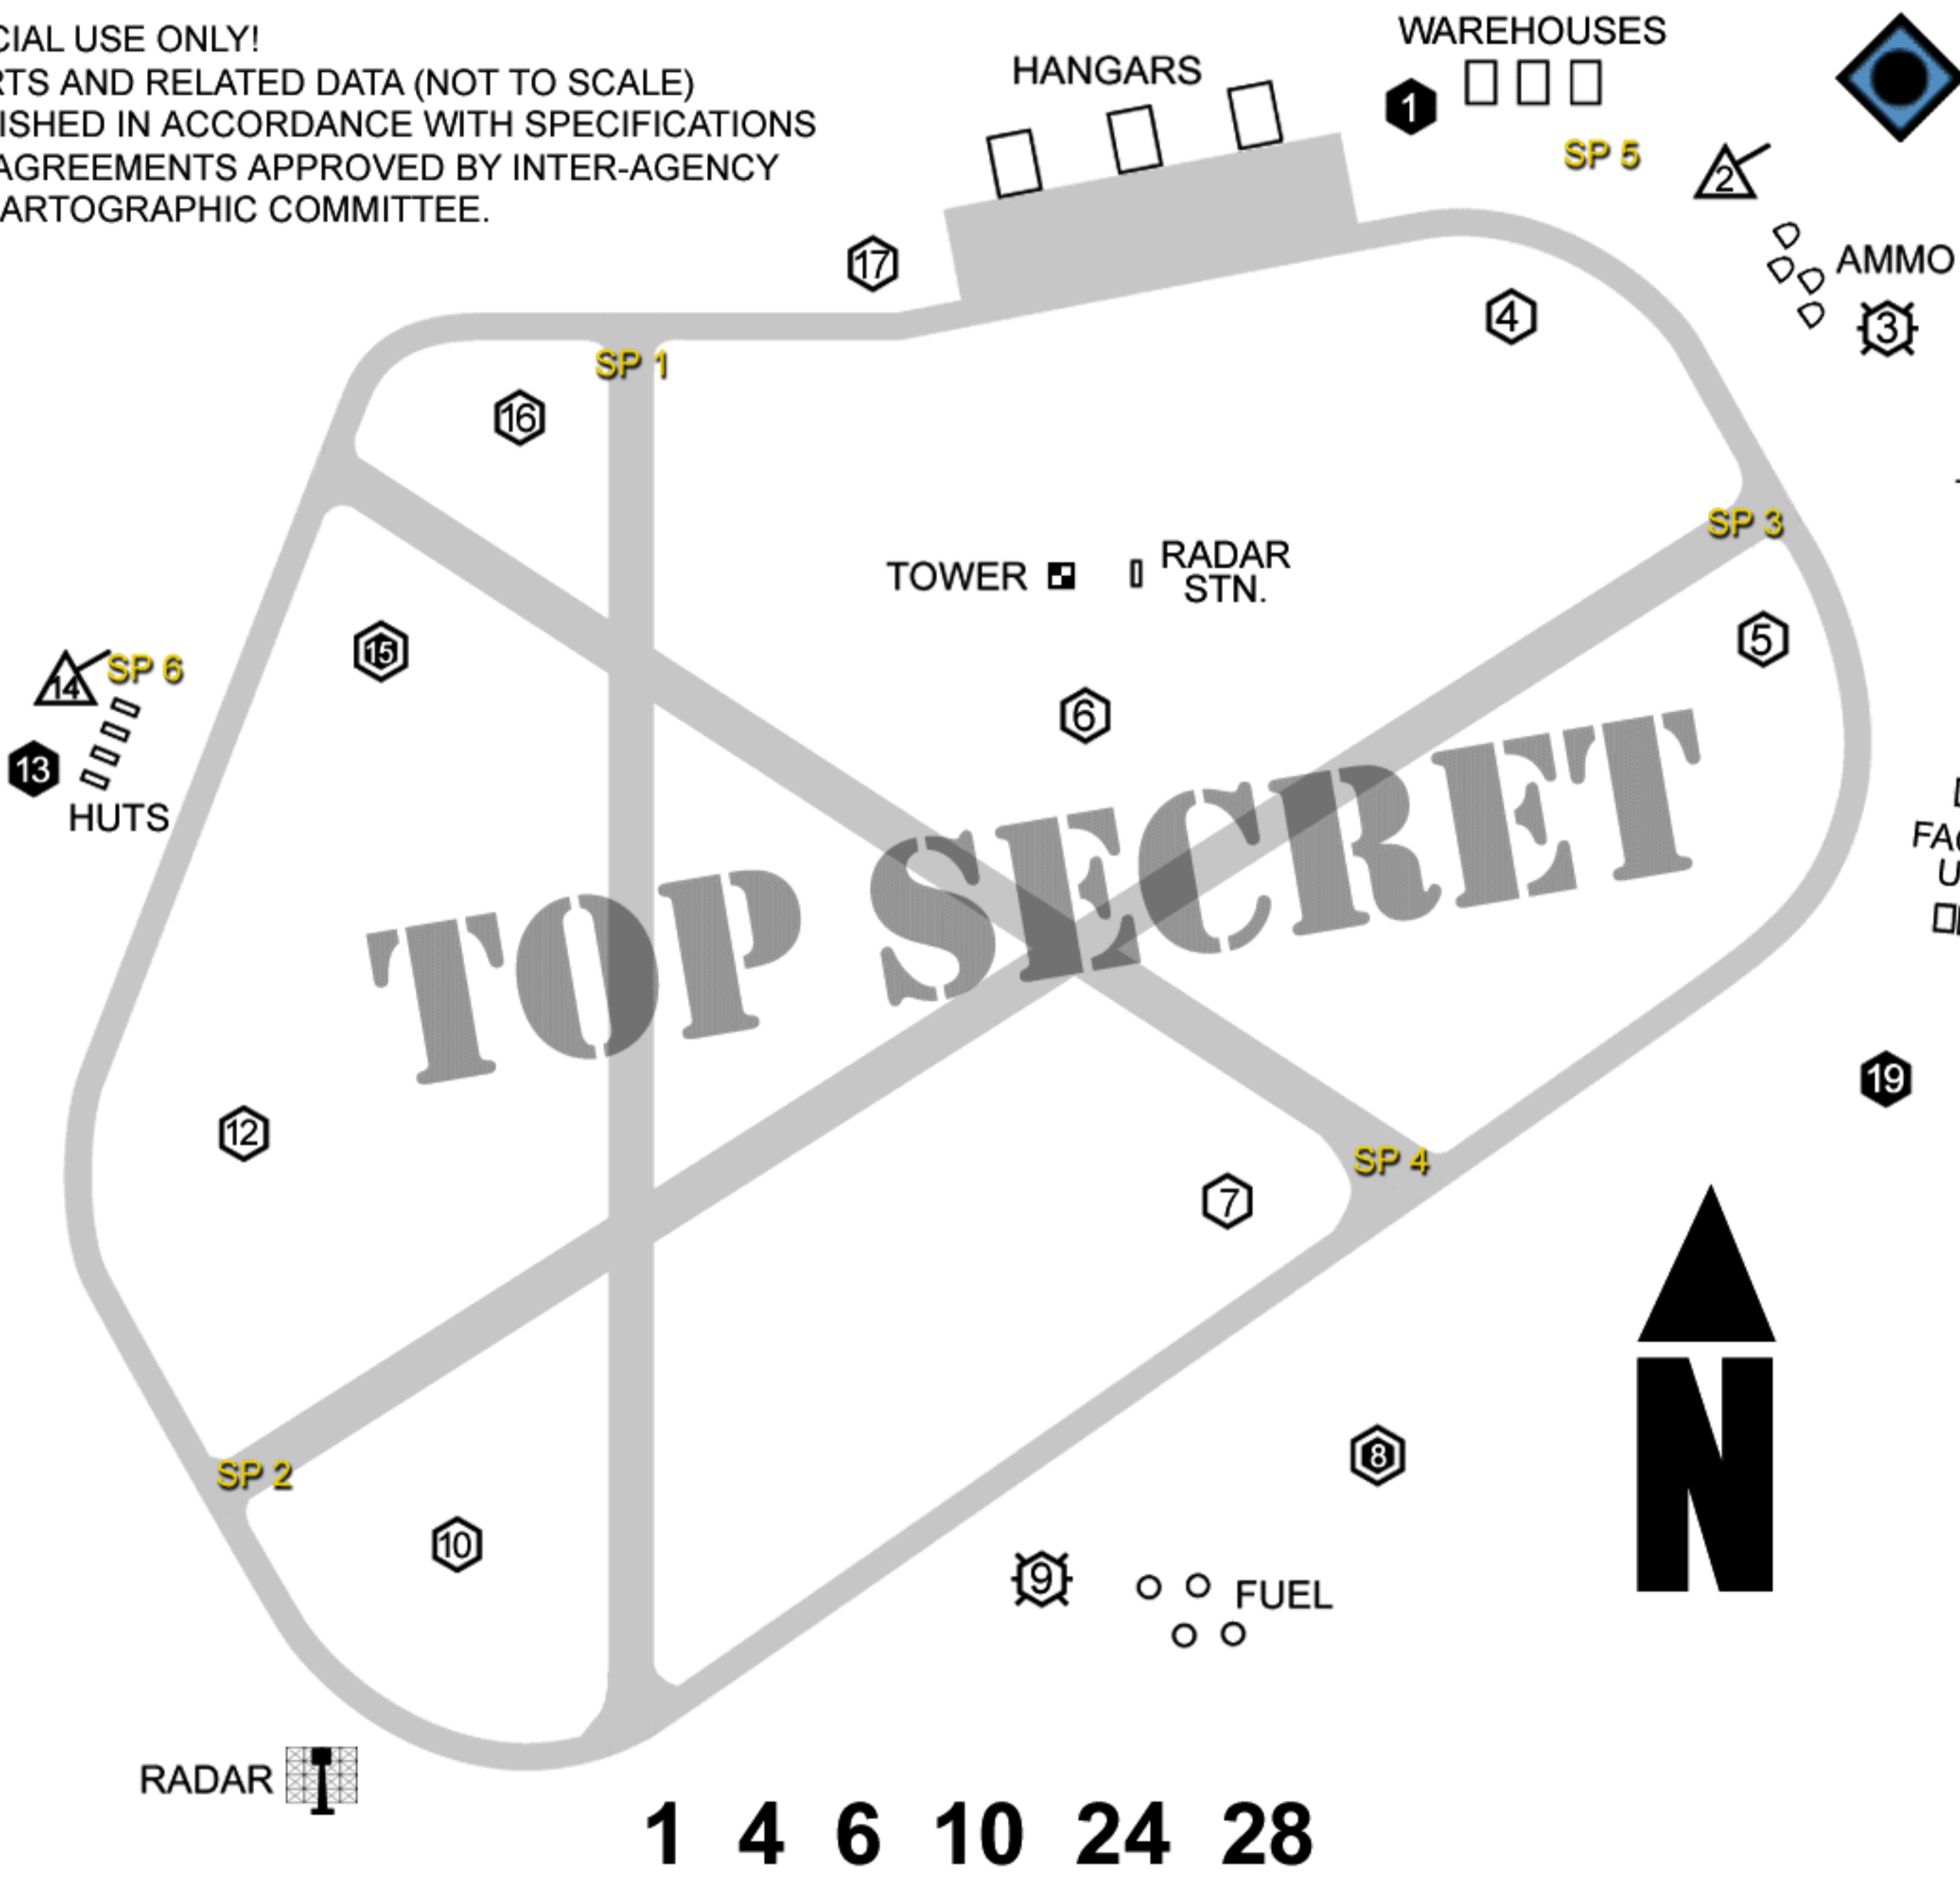 CIAL USE ONLY!
RTS AND RELATED DATA (NOT TO SCALE)
ISHED IN ACCORDANCE WITH SPECIFICATIONS
AGREEMENTS APPROVED BY INTER-AGENCY
ARTOGRAPHIC COMMITTEE.
WAREHOUSES
HANGARS
1
SP 5
2
17
AMMO
4
3
SP 1
16
SP 3
TOWER
RADAR
STN.
15
5
14
SP 6
6
13
HUTS
FAC
U
TOP SECRET
19
12
SP 4
7
8
SP 2
10
9
FUEL
N
RADAR
1 4 6 10 24 28